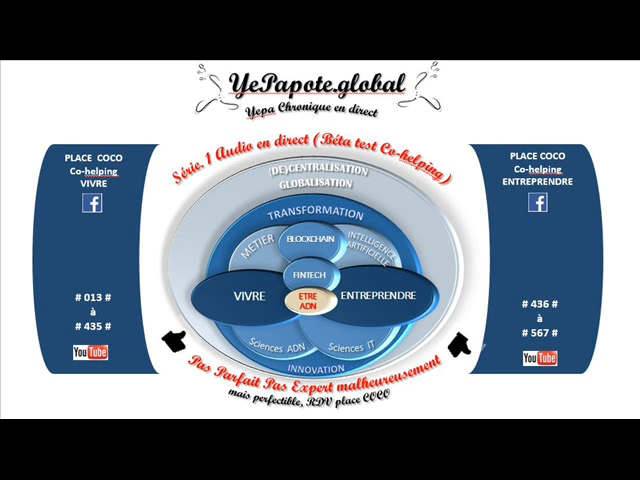 YePapote.global
Yepa Chronique en direct
Série, 1 Audio en direct (Béta test Co-helping)
PLACE COCO
Co-helping
VIVRE
# 013 #
à
# 435 #
YouTube
(DE)CENTRALISATION
GLOBALISATION
TRANSFORMATION
METIER
BLOCKCHAIN
INTELLIGENCE
ARTIFICIELLE
FINTECH
VIVRE
ETRE
ADN
ENTREPRENDRE
Sciences ADN
Sciences IT
INNOVATION
Pas Parfait Pas Expert malheureusement
mais perfectible, RDV place COCO
PLACE COCO
Co-helping
ENTREPRENDRE
# 436 #
à
# 567 #
YouTube